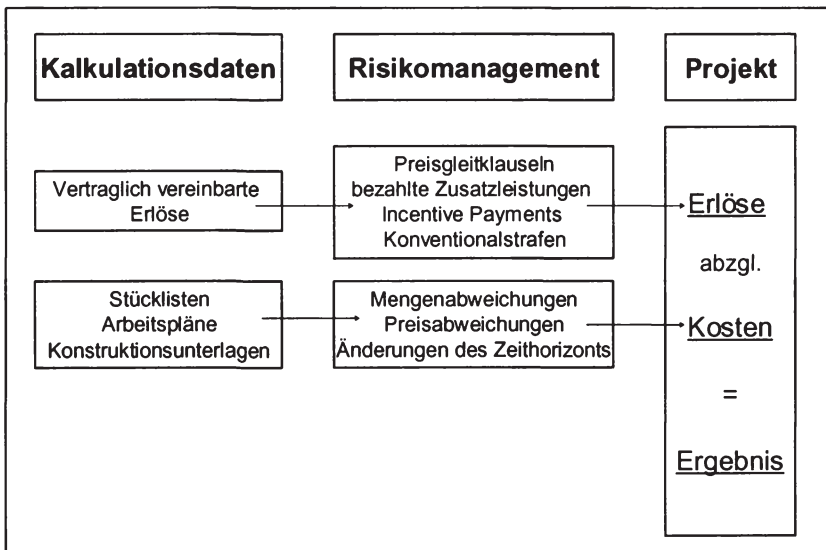 Kalkulationsdaten
Risikomanagement
Projekt
Vertraglich vereinbarte
Erlöse
Preisgleitklauseln
bezahlte Zusatzleistungen
Incentive Payments
Konventionalstrafen
Erlöse
abzgl.
Stücklisten
Arbeitspläne
Konstruktionsunterlagen
Mengenabweichungen
Preisabweichungen
Änderungen des Zeithorizonts
Kosten
=
Ergebnis